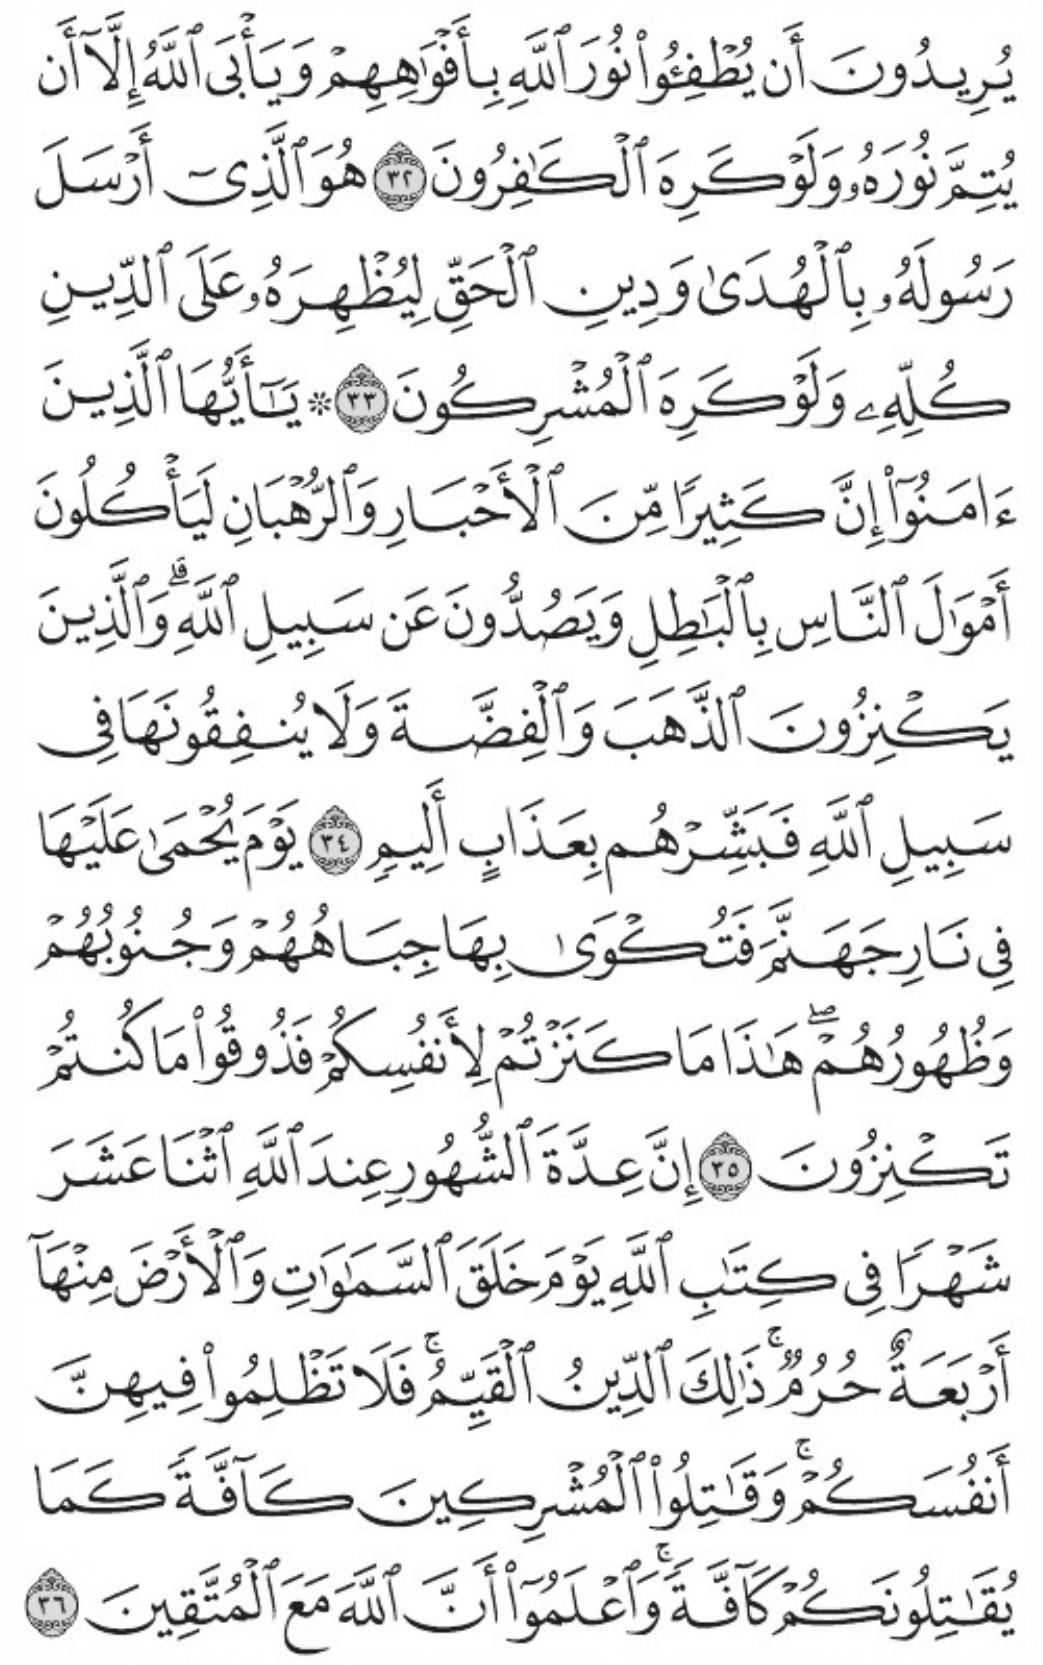 يُرِيدُونَ أَن يُطْفِـُٔوا۟ نُورَ ٱللَّهِ بِأَفْوَٰهِهِمْ وَيَأْبَى ٱللَّهُ إِلَّآ أَن
يُتِمَّ نُورَهُۥ وَلَوْ كَرِهَ ٱلْكَـٰفِرُونَ ٣٢ هُوَ ٱلَّذِىٓ أَرْسَلَ
رَسُولَهُۥ بِٱلْهُدَىٰ وَدِينِ ٱلْحَقِّ لِيُظْهِرَهُۥ عَلَى ٱلدِّينِ
كُلِّهِۦ وَلَوْ كَرِهَ ٱلْمُشْرِكُونَ ٣٣ * يَـٰٓأَيُّهَا ٱلَّذِينَ
ءَامَنُوٓا۟ إِنَّ كَثِيرًا مِّنَ ٱلْأَحْبَارِ وَٱلرُّهْبَانِ لَيَأْكُلُونَ
أَمْوَٰلَ ٱلنَّاسِ بِٱلْبَـٰطِلِ وَيَصُدُّونَ عَن سَبِيلِ ٱللَّهِ ۗ وَٱلَّذِينَ
يَكْنِزُونَ ٱلذَّهَبَ وَٱلْفِضَّةَ وَلَا يُنفِقُونَهَا فِى
سَبِيلِ ٱللَّهِ فَبَشِّرْهُم بِعَذَابٍ أَلِيمٍ ٣٤ يَوْمَ يُحْمَىٰ عَلَيْهَا
فِى نَارِ جَهَنَّمَ فَتُكْوَىٰ بِهَا جِبَاهُهُمْ وَجُنُوبُهُمْ
وَظُهُورُهُمْ ۖ هَـٰذَا مَا كَنَزْتُمْ لِأَنفُسِكُمْ فَذُوقُوا۟ مَا كُنتُمْ
تَكْنِزُونَ ٣٥ إِنَّ عِدَّةَ ٱلشُّهُورِ عِندَ ٱللَّهِ ٱثْنَا عَشَرَ
شَهْرًا فِى كِتَـٰبِ ٱللَّهِ يَوْمَ خَلَقَ ٱلسَّمَـٰوَٰتِ وَٱلْأَرْضَ مِنْهَآ
أَرْبَعَةٌ حُرُمٌ ۚ ذَٰلِكَ ٱلدِّينُ ٱلْقَيِّمُ ۚ فَلَا تَظْلِمُوا۟ فِيهِنَّ
أَنفُسَكُمْ ۚ وَقَـٰتِلُوا۟ ٱلْمُشْرِكِينَ كَآفَّةً كَمَا
يُقَـٰتِلُونَكُمْ كَآفَّةً ۚ وَٱعْلَمُوٓا۟ أَنَّ ٱللَّهَ مَعَ ٱلْمُتَّقِينَ ٣٦